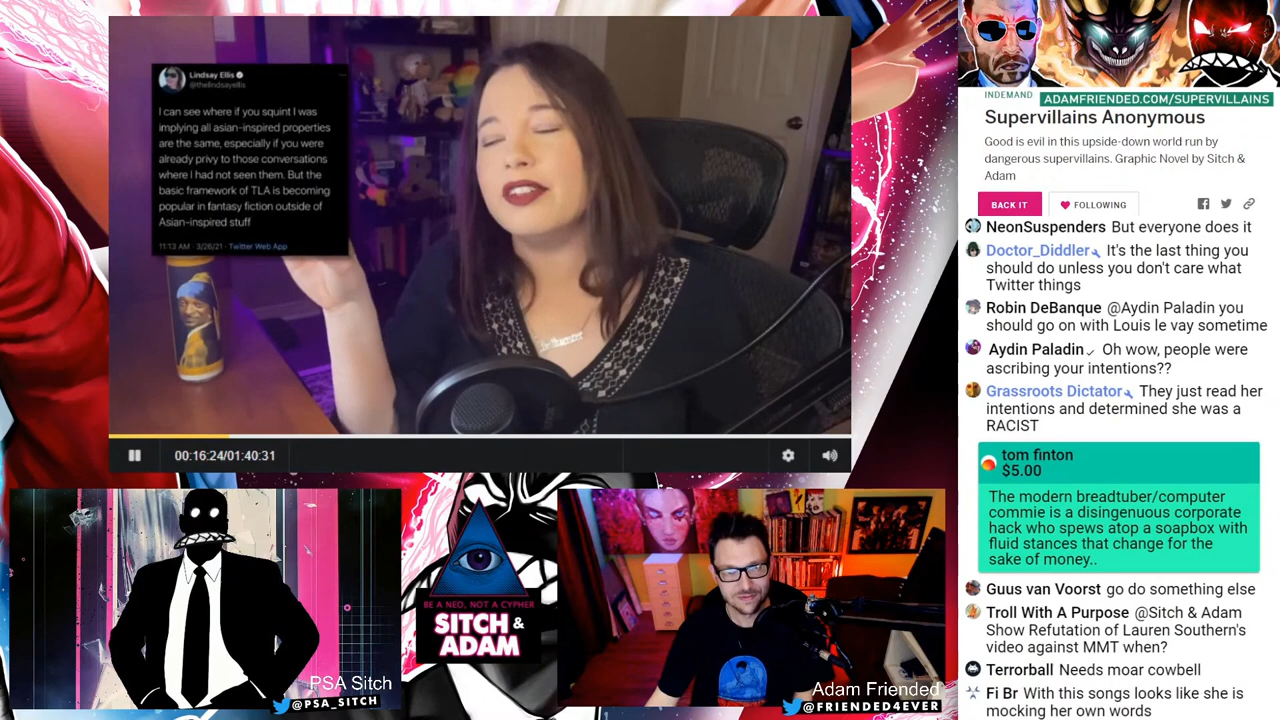 Lindsay Ellis
@thelindsayellis
I can see where if you squint I was
implying all asian-inspired properties
are the same, especially if you were
already privy to those conversations
where I had not seen them. But the
basic framework of TLA is becoming
popular in fantasy fiction outside of
Asian-inspired stuff
11:13 AM · 3/26/21 · Twitter Web App
00:16:24/01:40:31
BE A NEO, NOT A CYPHER
SITCH &
ADAM
PSA Sitch
@PSA_SITCH
Adam Friended
@FRIENDED4EVER
INDEMAND
ADAMFRIENDED.COM/SUPERVILLAINS
Supervillains Anonymous
Good is evil in this upside-down world run by
dangerous supervillains. Graphic Novel by Sitch &
Adam
BACK IT
FOLLOWING
NeonSuspenders But everyone does it
Doctor_Diddler It's the last thing you
should do unless you don't care what
Twitter things
Robin DeBanque @Aydin Paladin you
should go on with Louis le vay sometime
Aydin Paladin Oh wow, people were
ascribing your intentions??
Grassroots Dictator They just read her
intentions and determined she was a
RACIST
tom finton
$5.00
The modern breadtuber/computer
commie is a disingenuous corporate
hack who spews atop a soapbox with
fluid stances that change for the
sake of money..
Guus van Voorst go do something else
Troll With A Purpose @Sitch & Adam
Show Refutation of Lauren Southern's
video against MMT when?
Terrorball Needs moar cowbell
Fi Br With this songs looks like she is
mocking her own words